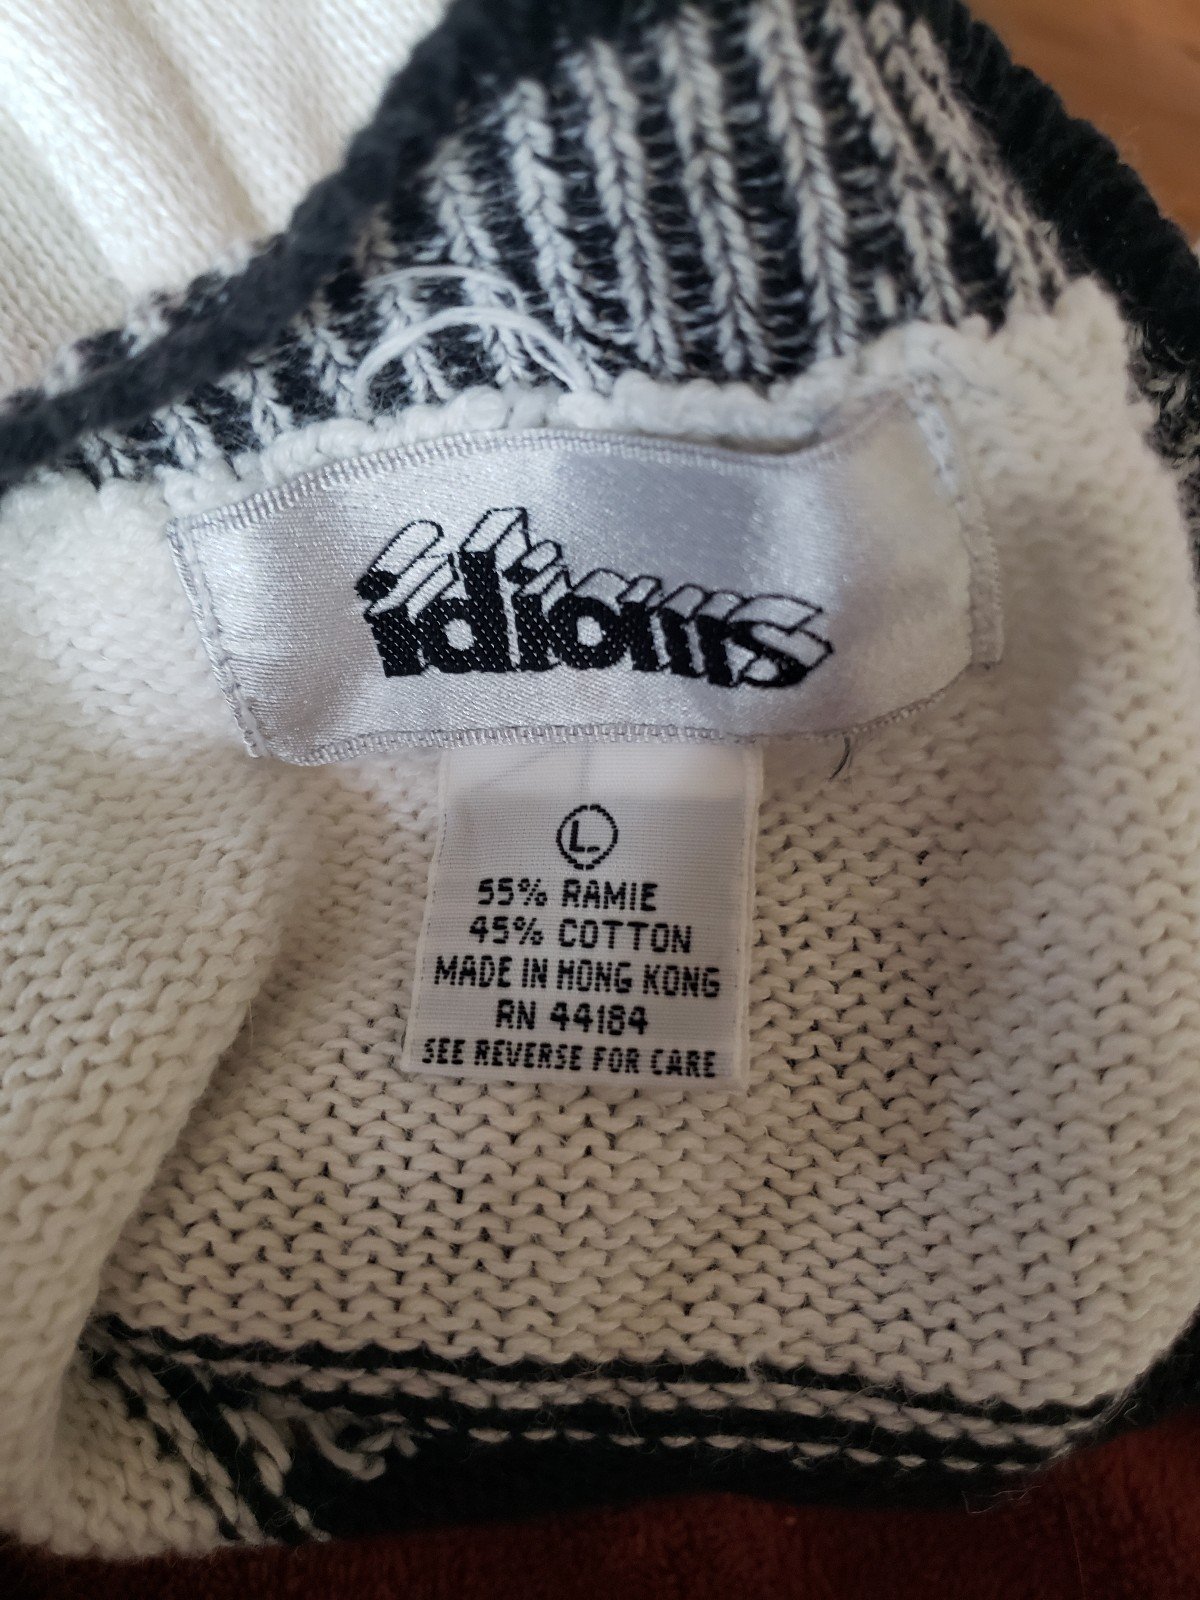 idioms
L
55% RAMIE
45% COTTON
MADE IN HONG KONG
RN 44184
SEE REVERSE FOR CARE